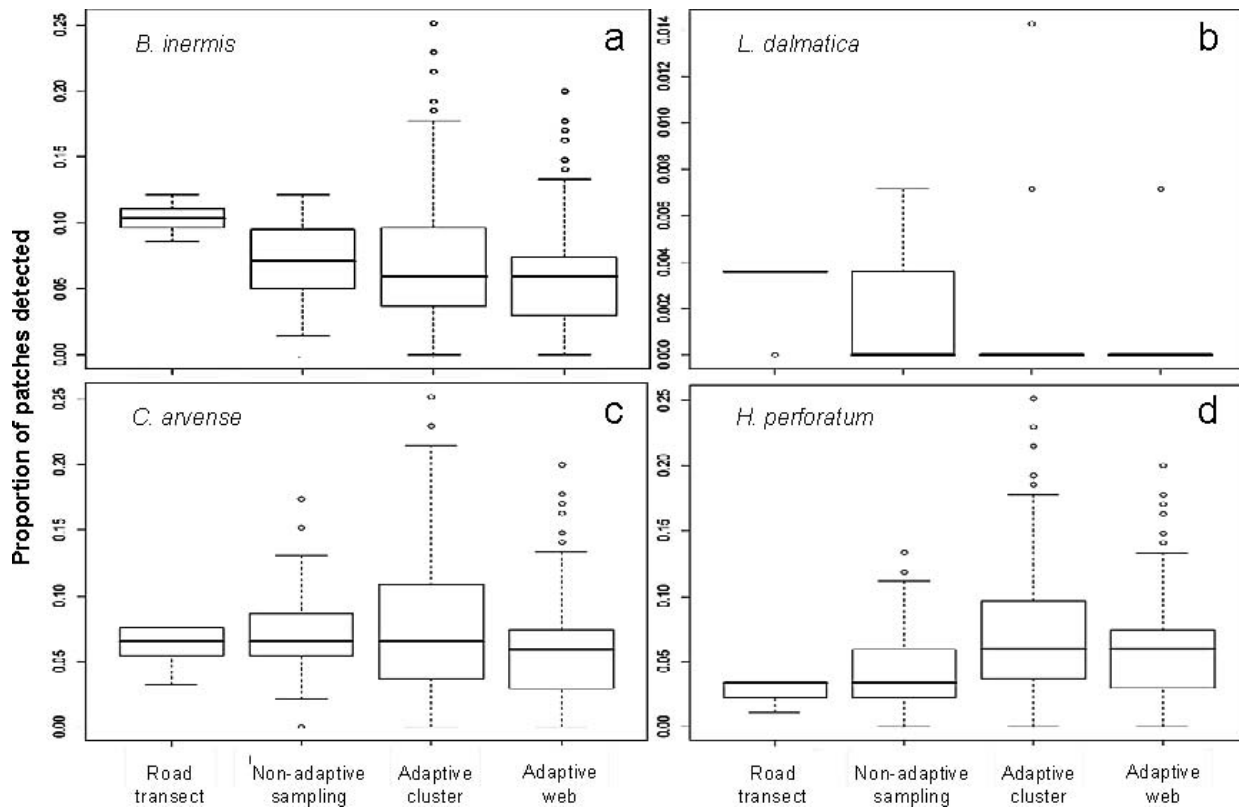 Proportion of patches detected
B. inermis
a
0.25
0.20
0.15
0.10
0.05
0.00
L. dalmatica
b
0.014
0.012
0.010
0.008
0.006
0.004
0.002
0.000
C. arvense
c
0.25
0.20
0.15
0.10
0.05
0.00
H. perforatum
d
0.25
0.20
0.15
0.10
0.05
0.00
Road
transect
Non-adaptive
sampling
Adaptive
cluster
Adaptive
web
Road
transect
Non-adaptive
sampling
Adaptive
cluster
Adaptive
web